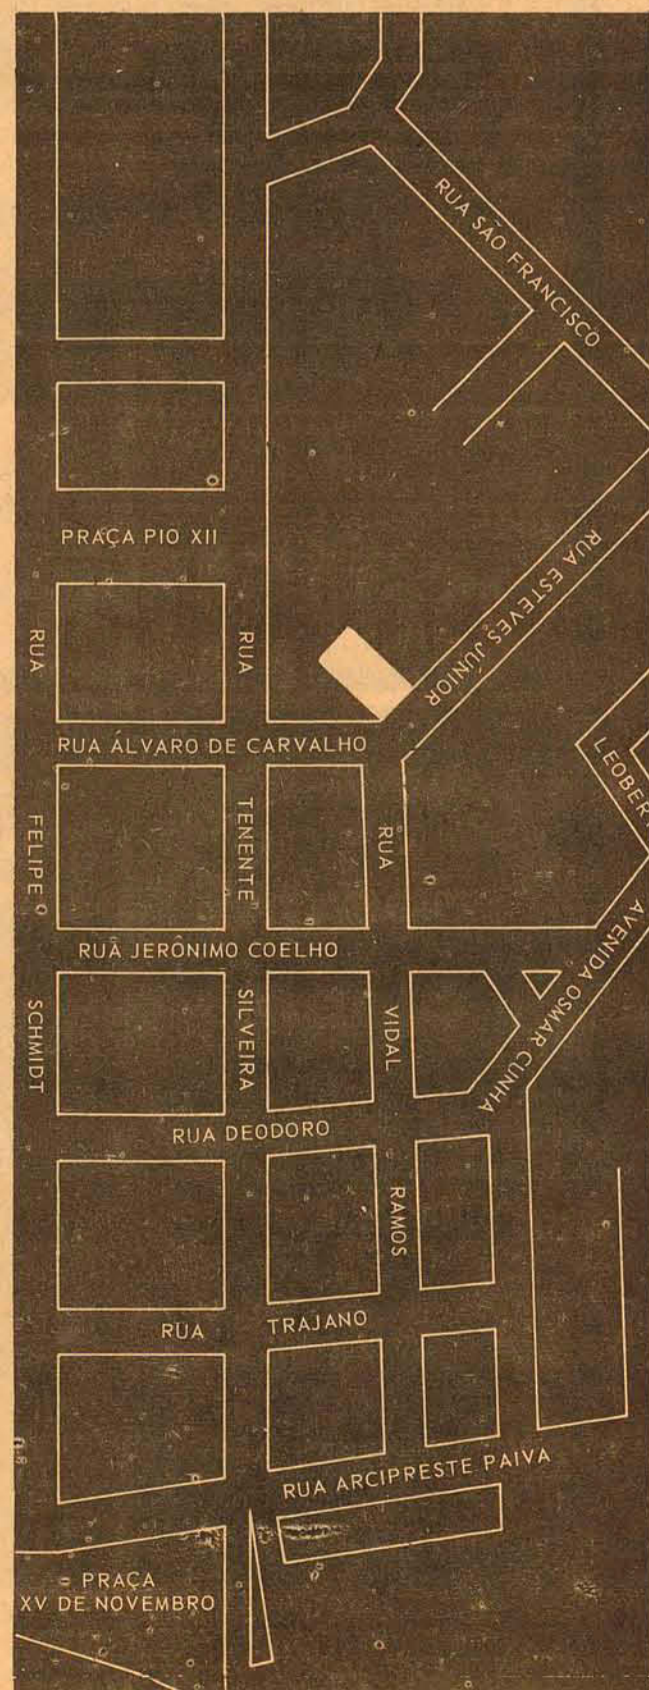 RUA SÃO FRANCISCO
PRAÇA PIO XII
RUA ESTEVES JÚNIOR
RUA FELIPE SCHMIDT
RUA TENENTE SILVEIRA
RUA ÁLVARO DE CARVALHO
RUA VIDAL RAMOS
RUA JERÔNIMO COELHO
AVENIDA OSMAR CUNHA
RUA DEODORO
RUA TRAJANO
RUA ARCIPRESTE PAIVA
PRAÇA
XV DE NOVEMBRO